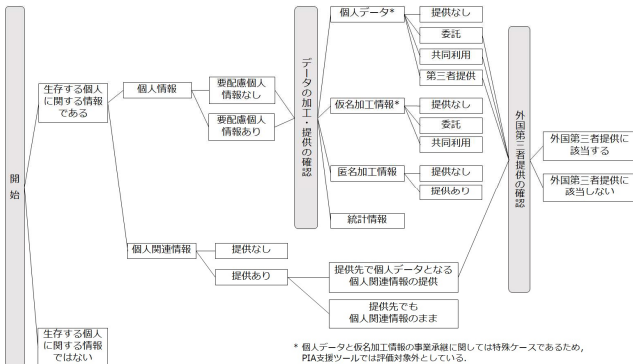 開始
生存する個人
に関する情報
である
生存する個人
に関する情報
ではない
個人情報
個人関連情報
要配慮個人
情報なし
要配慮個人
情報あり
提供なし
提供あり
データの加工・提供の確認
個人データ*
提供なし
委託
共同利用
第三者提供
仮名加工情報*
提供なし
委託
共同利用
匿名加工情報
提供なし
提供あり
統計情報
提供先で個人データとなる
個人関連情報の提供
提供先でも
個人関連情報のまま
外国第三者提供の確認
外国第三者提供に
該当する
外国第三者提供に
該当しない
* 個人データと仮名加工情報の事業承継に関しては特殊ケースであるため,
PIA支援ツールでは評価対象外としている.